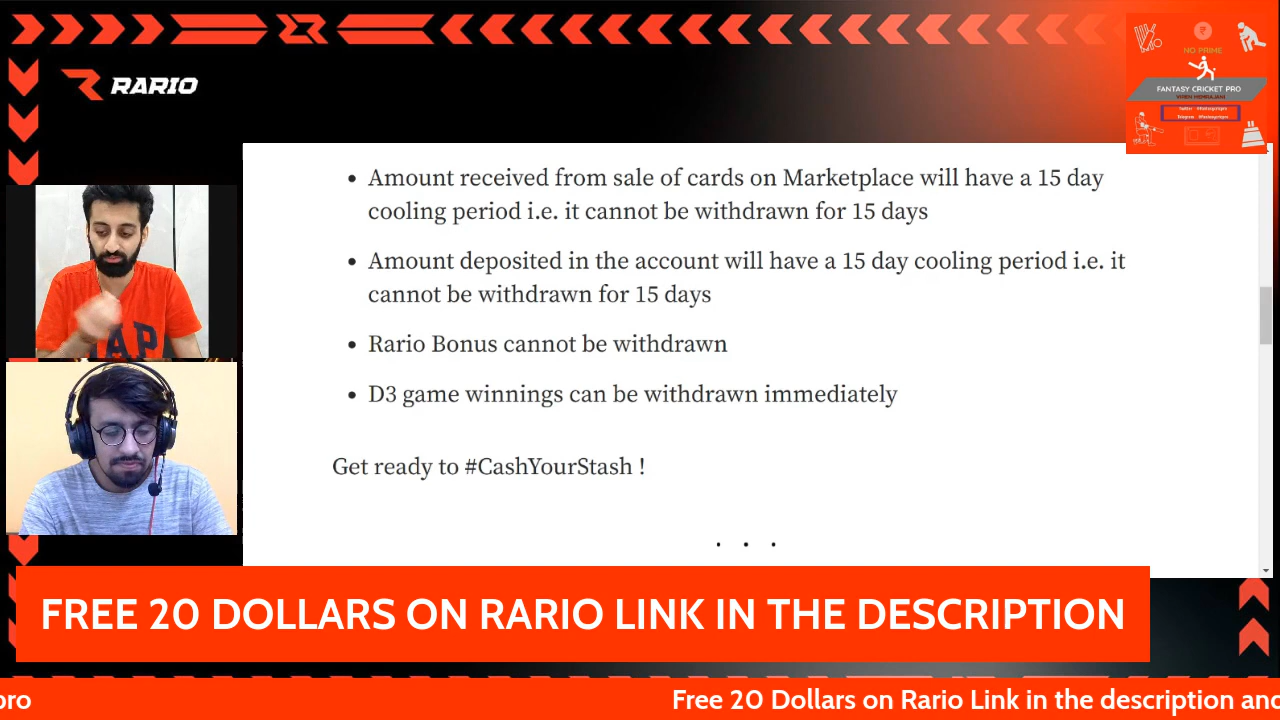 RARIO
NO PRIME
FANTASY CRICKET PRO
• Amount received from sale of cards on Marketplace will have a 15 day
cooling period i.e. it cannot be withdrawn for 15 days
• Amount deposited in the account will have a 15 day cooling period i.e. it
cannot be withdrawn for 15 days
• Rario Bonus cannot be withdrawn
• D3 game winnings can be withdrawn immediately
Get ready to #CashYourStash !
. . .
FREE 20 DOLLARS ON RARIO LINK IN THE DESCRIPTION
pro
Free 20 Dollars on Rario Link in the description and